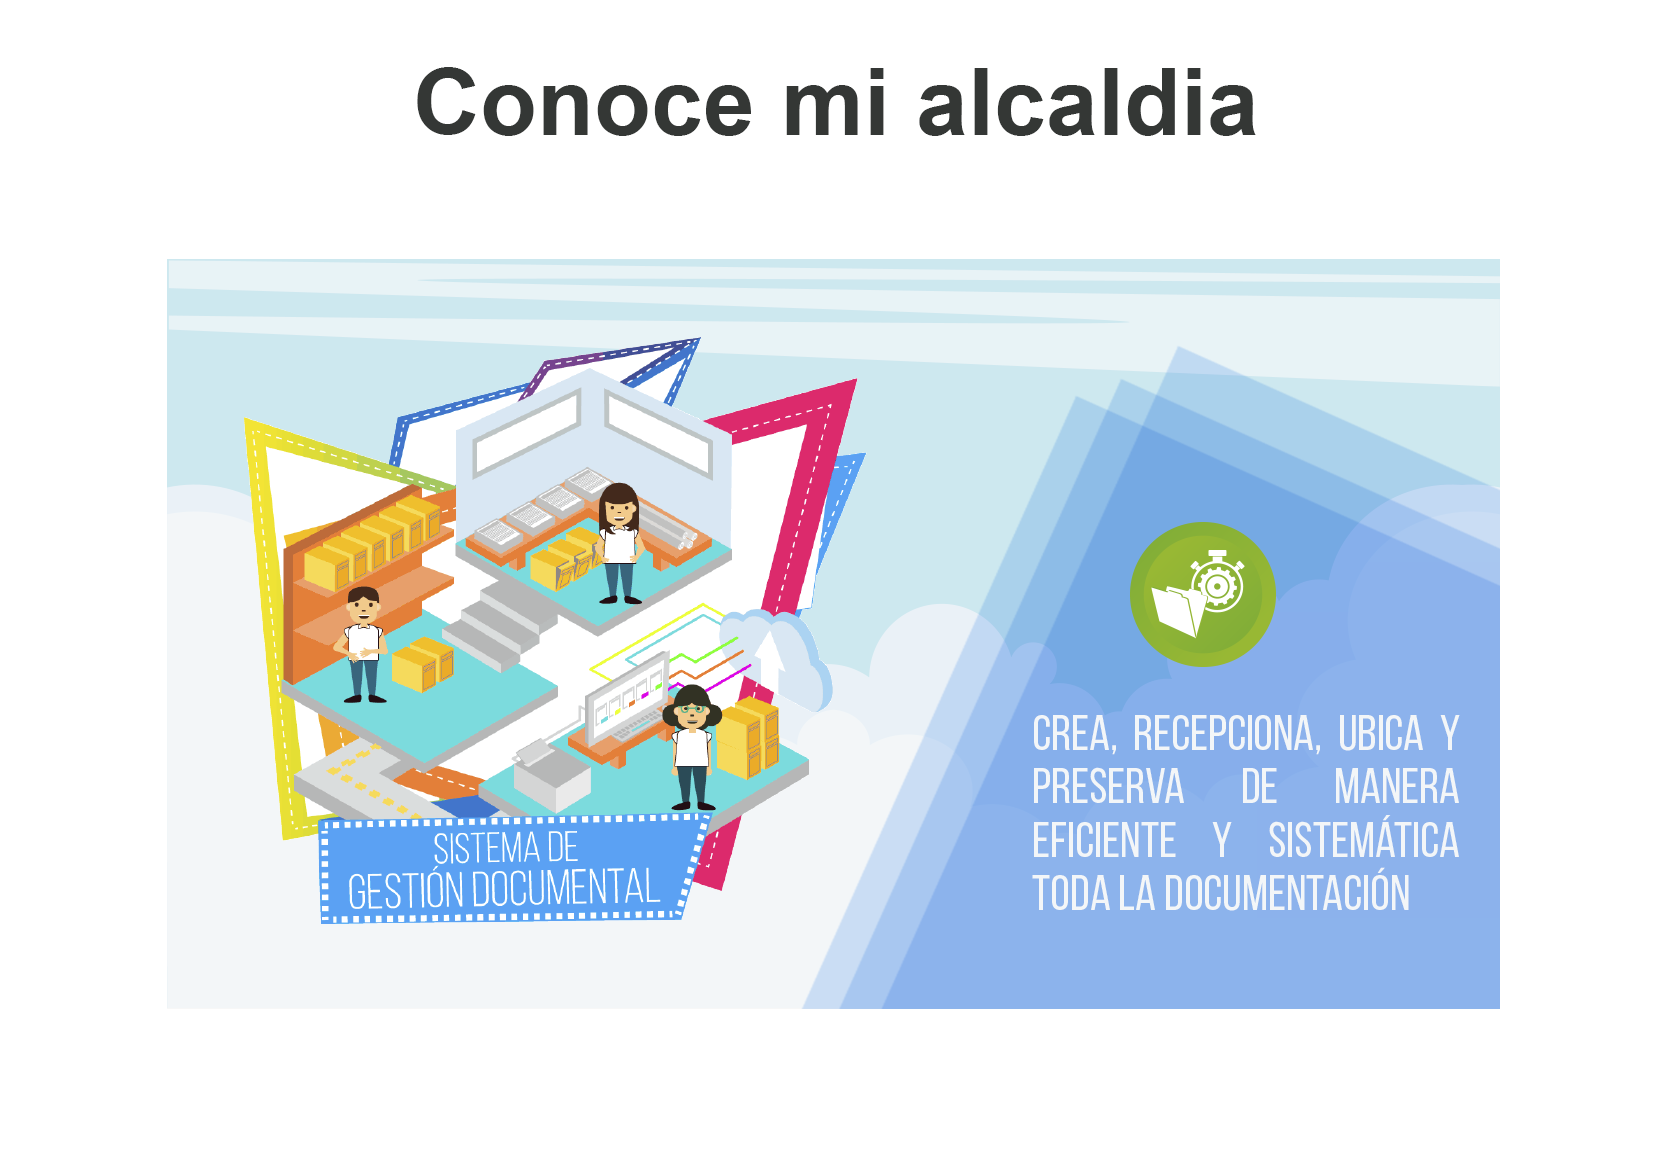 Conoce mi alcaldia
SISTEMA DE
GESTIÓN DOCUMENTAL
CREA, RECEPCIONA, UBICA Y
PRESERVA DE MANERA
EFICIENTE Y SISTEMÁTICA
TODA LA DOCUMENTACIÓN